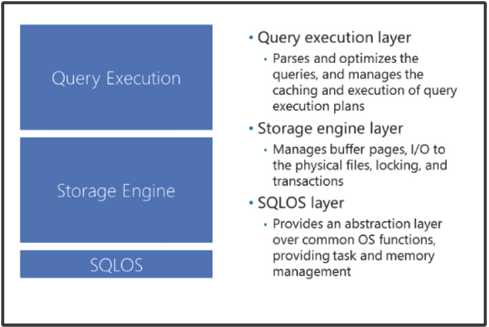 Query Execution
Storage Engine
SQLOS
• Query execution layer
• Parses and optimizes the
queries, and manages the
caching and execution of query
execution plans
• Storage engine layer
• Manages buffer pages, I/O to
the physical files, locking, and
transactions
• SQLOS layer
• Provides an abstraction layer
over common OS functions,
providing task and memory
management